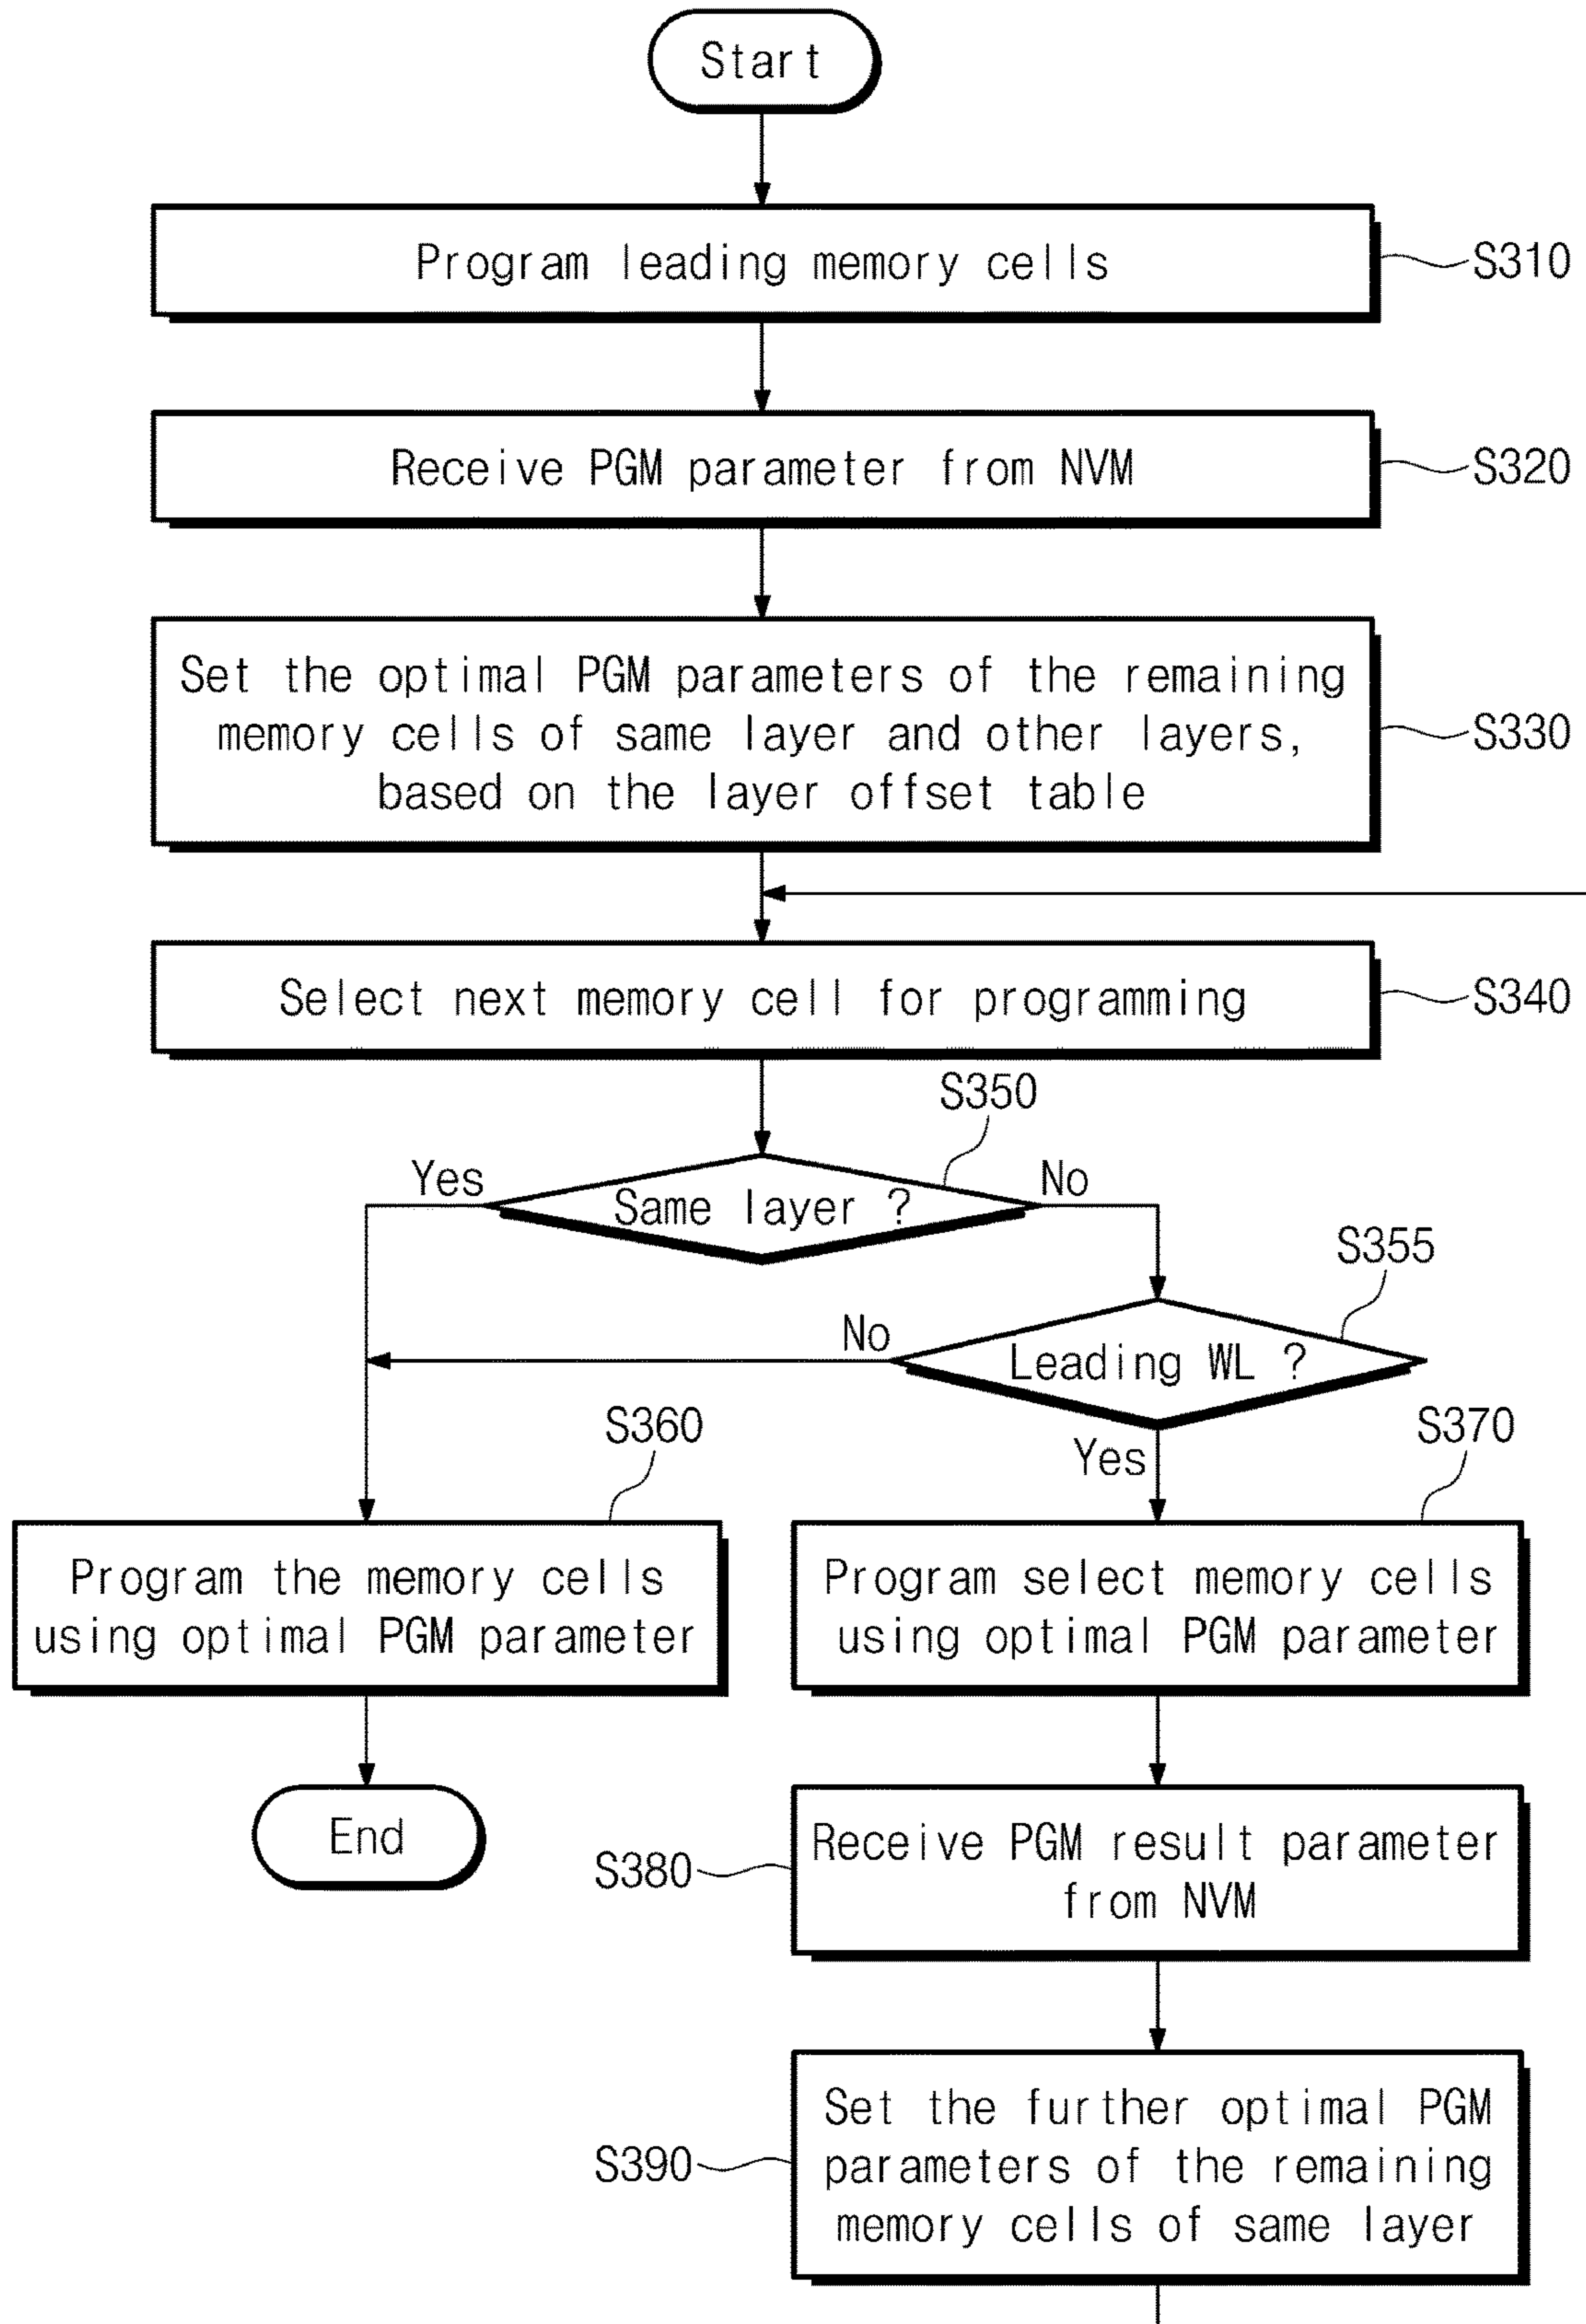 Start
Program leading memory cells
S310
Receive PGM parameter from NVM
S320
Set the optimal PGM parameters of the remaining
memory cells of same layer and other layers,
based on the layer offset table
S330
Select next memory cell for programming
S340
S350
Yes
Same layer ?
No
S355
No
Leading WL ?
S360
Yes
S370
Program the memory cells
using optimal PGM parameter
Program select memory cells
using optimal PGM parameter
End
S380
Receive PGM result parameter
from NVM
S390
Set the further optimal PGM
parameters of the remaining
memory cells of same layer